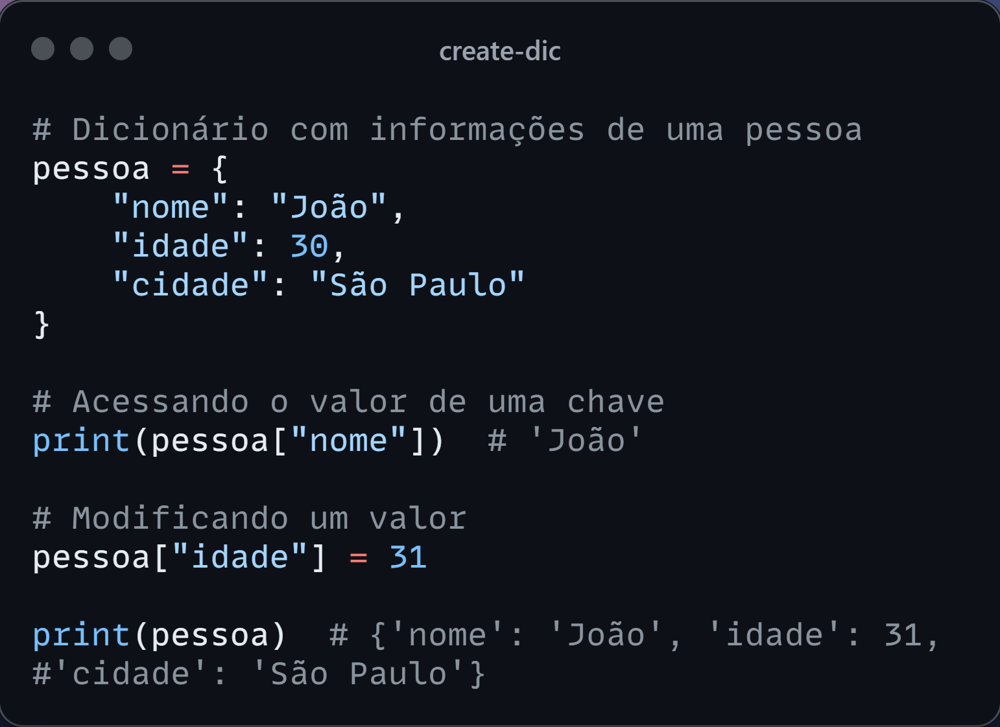 create-dic
# Dicionário com informações de uma pessoa
pessoa = {
    "nome": "João",
    "idade": 30,
    "cidade": "São Paulo"
}
# Acessando o valor de uma chave
print(pessoa["nome"])  # 'João'
# Modificando um valor
pessoa["idade"] = 31
print(pessoa)  # {'nome': 'João', 'idade': 31,
#'cidade': 'São Paulo'}